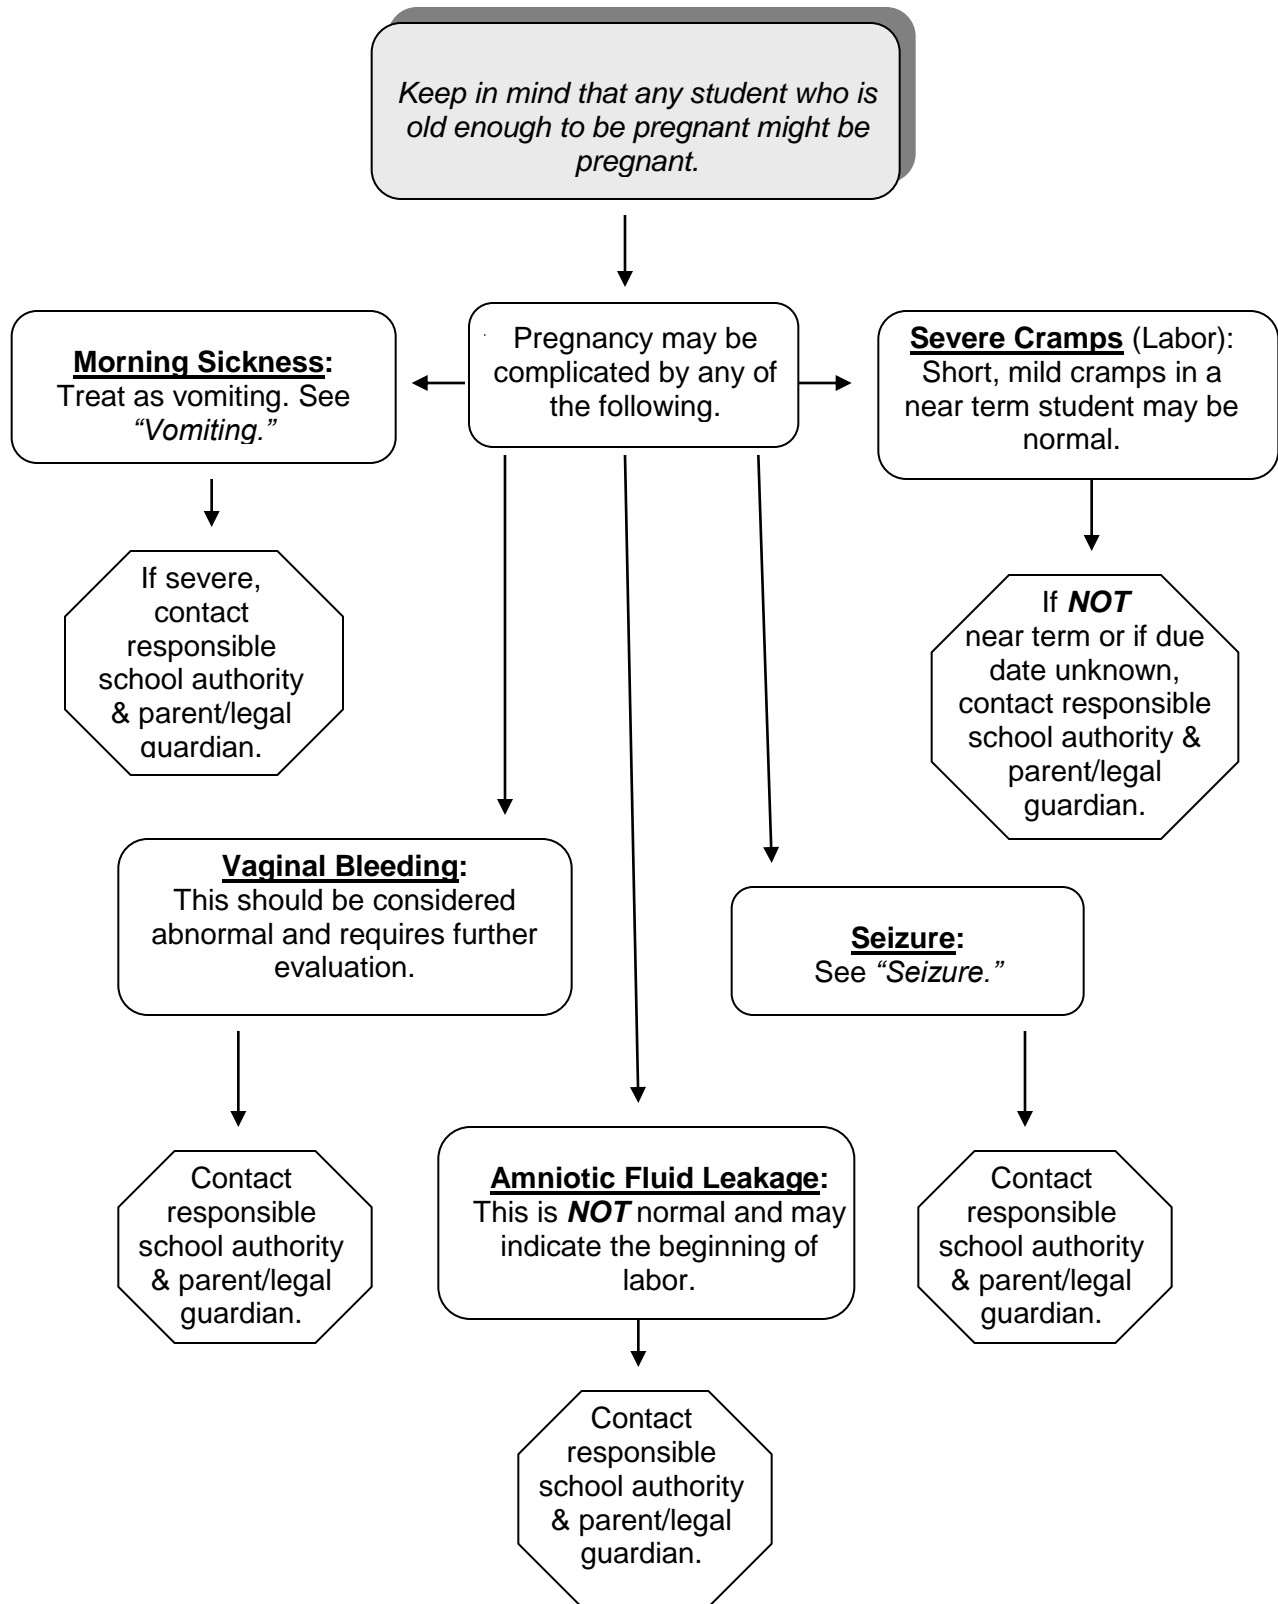 Keep in mind that any student who is
old enough to be pregnant might be
pregnant.
Morning Sickness:
Treat as vomiting. See
“Vomiting.”
Pregnancy may be
complicated by any of
the following.
Severe Cramps (Labor):
Short, mild cramps in a
near term student may be
normal.
If severe,
contact
responsible
school authority
& parent/legal
guardian.
If NOT
near term or if due
date unknown,
contact responsible
school authority &
parent/legal
guardian.
Vaginal Bleeding:
This should be considered
abnormal and requires further
evaluation.
Seizure:
See “Seizure.”
Contact
responsible
school authority
& parent/legal
guardian.
Amniotic Fluid Leakage:
This is NOT normal and may
indicate the beginning of
labor.
Contact
responsible
school authority
& parent/legal
guardian.
Contact
responsible
school authority
& parent/legal
guardian.